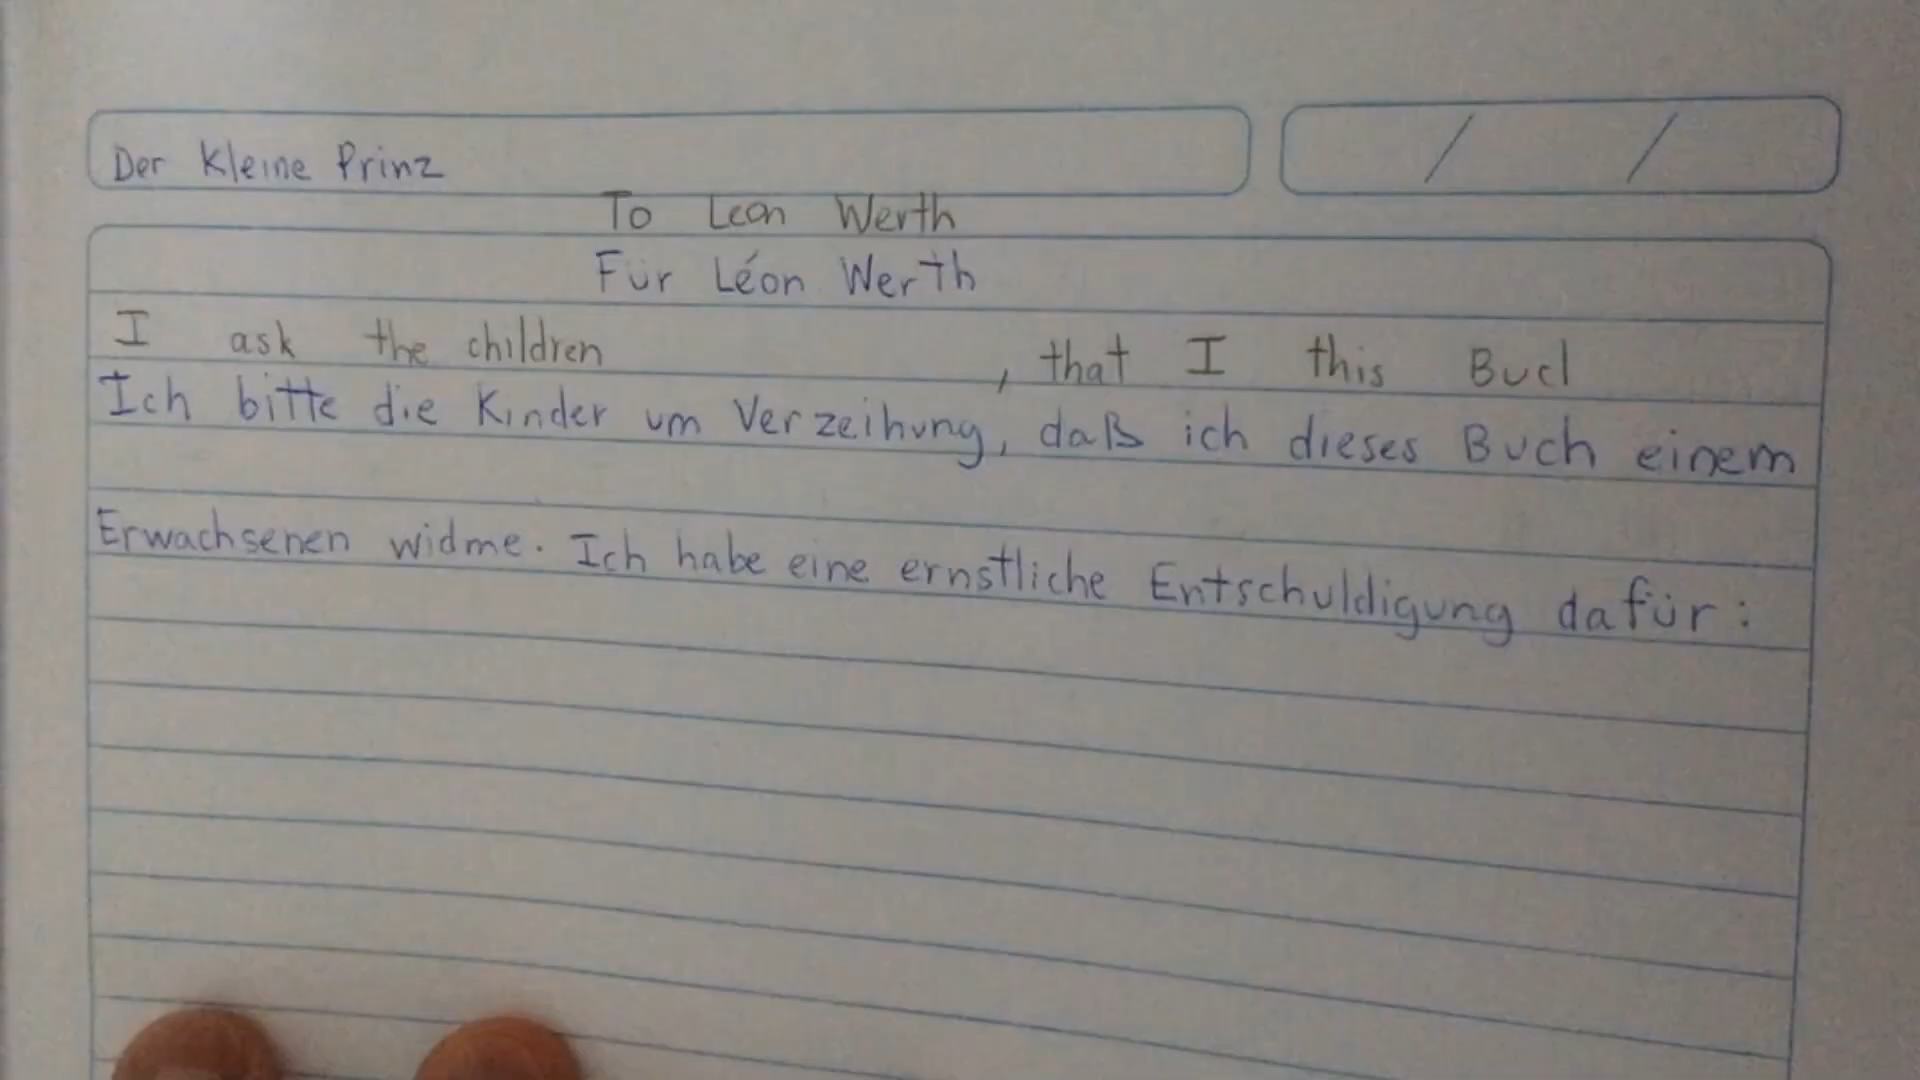 Der Kleine Prinz
To Leon Werth
Für Léon Werth
I ask the children , that I this Bucl
Ich bitte die Kinder um Verzeihung, daß ich dieses Buch einem
Erwachsenen widme. Ich habe eine ernstliche Entschuldigung dafür: